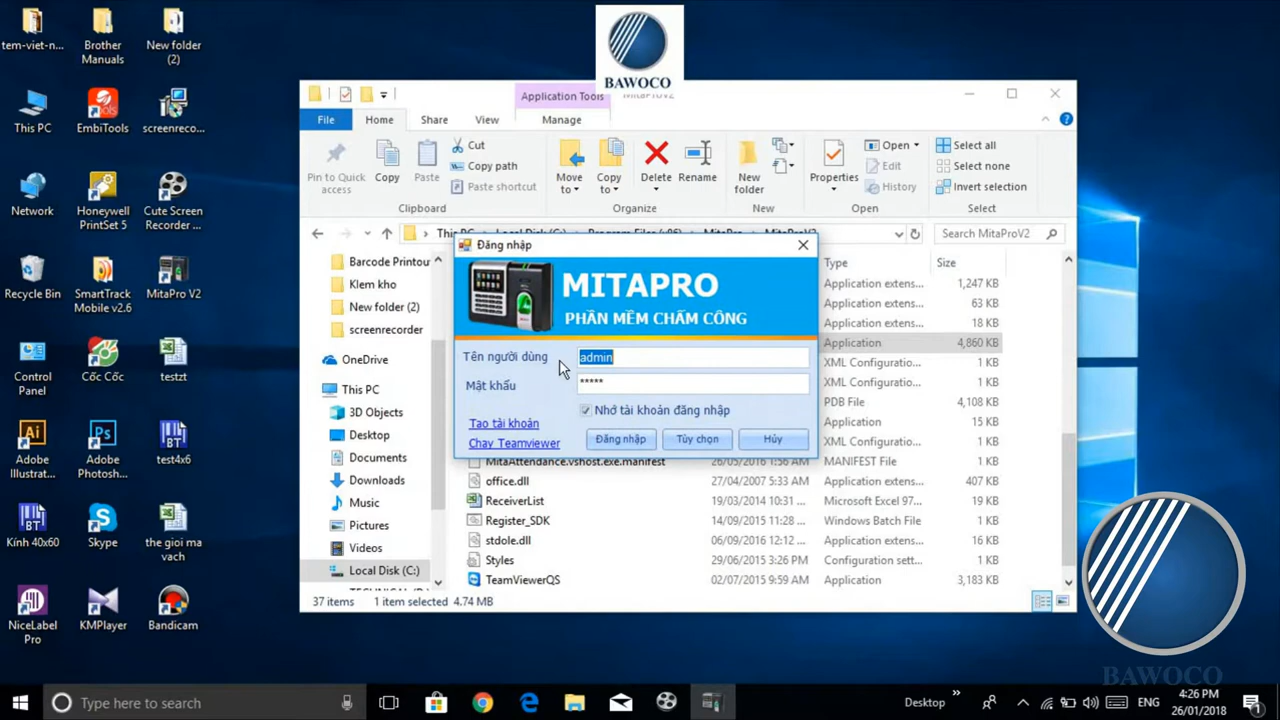 tem-viet-n...
Brother Manuals
New folder (2)
This PC
EmbiTools
screenreco...
Network
Honeywell PrintSet 5
Cute Screen Recorder ...
Recycle Bin
SmartTrack Mobile v2.6
MitaPro V2
Control Panel
Cốc Cốc
testzt
Adobe Illustrat...
Adobe Photosh...
test4x6
Kính 40x60
Skype
the gioi ma vach
NiceLabel Pro
KMPlayer
Bandicam
BAWOCO
Application Tools
MitaProV2
File
Home
Share
View
Manage
Pin to Quick access
Copy
Paste
Cut
Copy path
Paste shortcut
Clipboard
Move to
Copy to
Delete
Rename
Organize
New folder
New
Properties
Open
Edit
History
Open
Select all
Select none
Invert selection
Select
This PC
Local Disk (C:)
Program Files (x86)
MitaPro
MitaProV2
Search MitaProV2
Barcode Printou
Klem kho
New folder (2)
screenrecorder
OneDrive
This PC
3D Objects
Desktop
Documents
Downloads
Music
Pictures
Videos
Local Disk (C:)
Type
Size
Application extens... 1,247 KB
Application extens... 63 KB
Application extens... 18 KB
Application 4,860 KB
XML Configuratio...
XML Configuratio... 2 KB
PDB File 4,108 KB
Application 15 KB
XML Configuratio...
MitaAttendance.vshost.exe.manifest 26/05/2016 1:56 AM MANIFEST File
office.dll 27/04/2007 5:33 AM Application extens... 407 KB
ReceiverList 19/03/2014 10:31 ... Microsoft Excel 97... 19 KB
Register_SDK 14/09/2015 11:28 ... Windows Batch File 1 KB
stdole.dll 06/09/2016 12:12 ... Application extens... 16 KB
Styles 29/06/2015 3:26 PM Configuration sett... 1 KB
TeamViewerQS 02/07/2015 9:59 AM Application 3,183 KB
37 items 1 item selected 4.74 MB
Đăng nhập
MITAPRO
PHẦN MỀM CHẤM CÔNG
Tên người dùng
admin
Mật khẩu
*****
Nhớ tài khoản đăng nhập
Tạo tài khoản
Chạy Teamviewer
Đăng nhập
Tùy chọn
Hủy
BAWOCO
Type here to search
Desktop
ENG
4:26 PM
26/01/2018
1